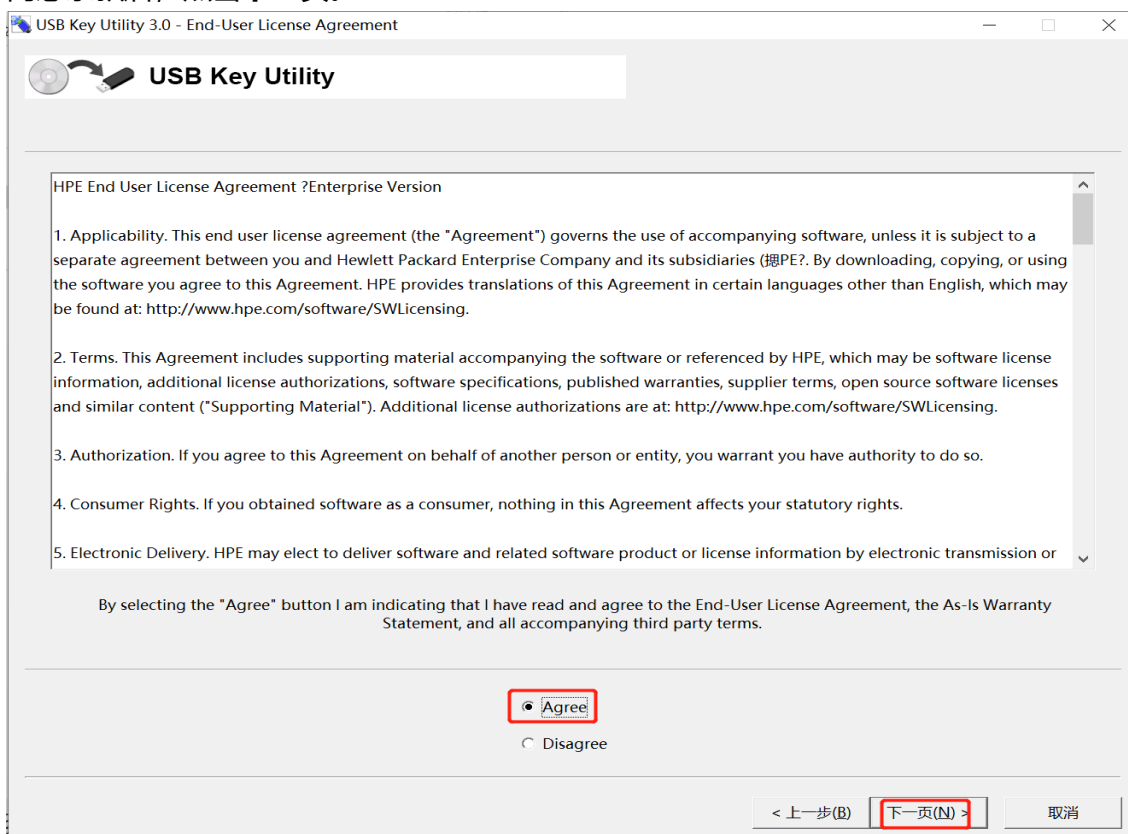 USB Key Utility 3.0 - End-User License Agreement
USB Key Utility
HPE End User License Agreement ?Enterprise Version
1. Applicability. This end user license agreement (the "Agreement") governs the use of accompanying software, unless it is subject to a
separate agreement between you and Hewlett Packard Enterprise Company and its subsidiaries (摁PE?. By downloading, copying, or using
the software you agree to this Agreement. HPE provides translations of this Agreement in certain languages other than English, which may
be found at: http://www.hpe.com/software/SWLicensing.
2. Terms. This Agreement includes supporting material accompanying the software or referenced by HPE, which may be software license
information, additional license authorizations, software specifications, published warranties, supplier terms, open source software licenses
and similar content ("Supporting Material"). Additional license authorizations are at: http://www.hpe.com/software/SWLicensing.
3. Authorization. If you agree to this Agreement on behalf of another person or entity, you warrant you have authority to do so.
4. Consumer Rights. If you obtained software as a consumer, nothing in this Agreement affects your statutory rights.
5. Electronic Delivery. HPE may elect to deliver software and related software product or license information by electronic transmission or
By selecting the "Agree" button I am indicating that I have read and agree to the End-User License Agreement, the As-Is Warranty
Statement, and all accompanying third party terms.
Agree
Disagree
< 上一步(B)
下一页(N) >
取消